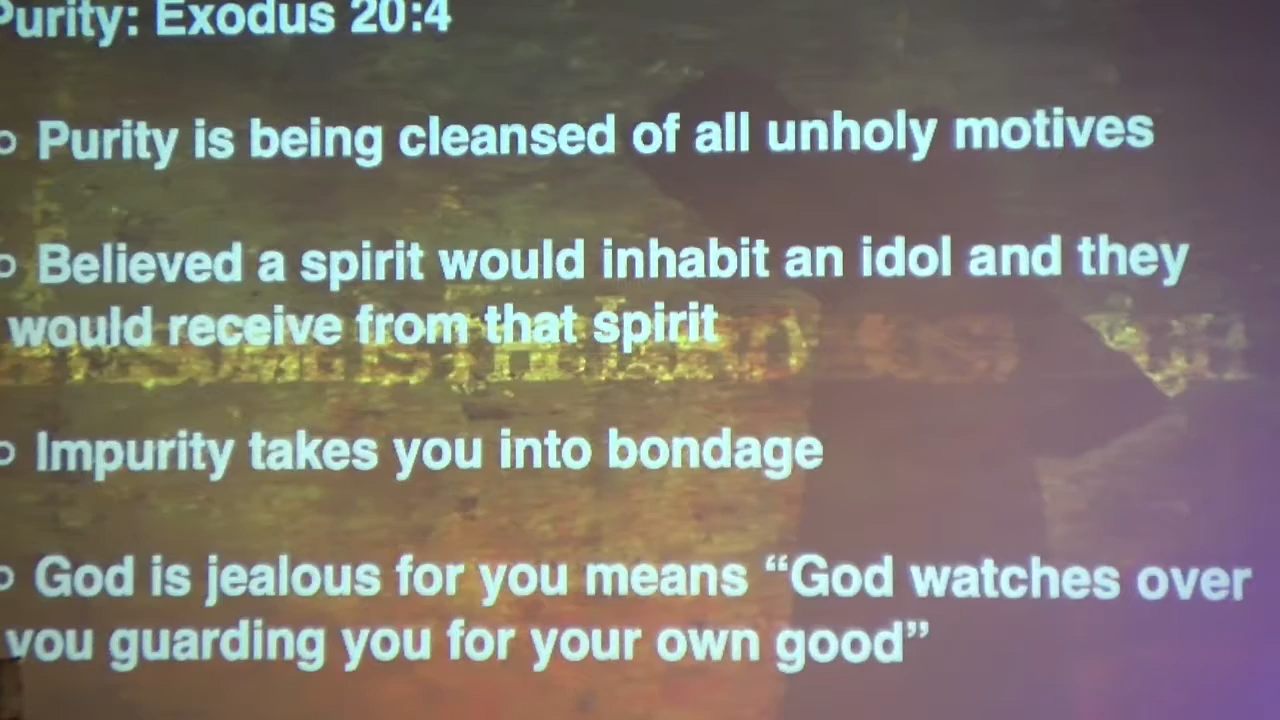 Purity: Exodus 20:4
Purity is being cleansed of all unholy motives
Believed a spirit would inhabit an idol and they
would receive from that spirit
Impurity takes you into bondage
God is jealous for you means “God watches over
you guarding you for your own good”